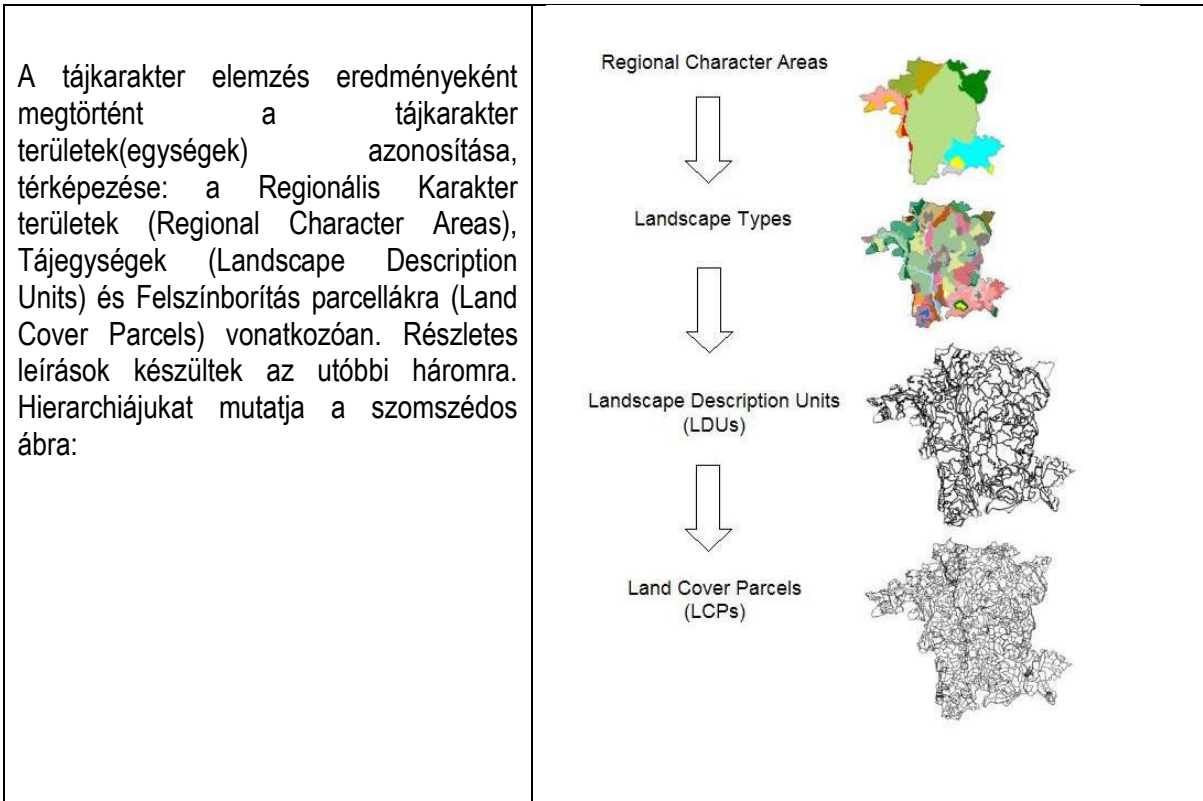 A tájkarakter elemzés eredményeként
megtörtént a tájkarakter
területek(egységek) azonosítása,
térképezése: a Regionális Karakter
területek (Regional Character Areas),
Tájegységek (Landscape Description
Units) és Felszínborítás parcellákra (Land
Cover Parcels) vonatkozóan. Részletes
leírások készültek az utóbbi háromra.
Hierarchiájukat mutatja a szomszédos
ábra:
Regional Character Areas
Landscape Types
Landscape Description Units
(LDUs)
Land Cover Parcels
(LCPs)